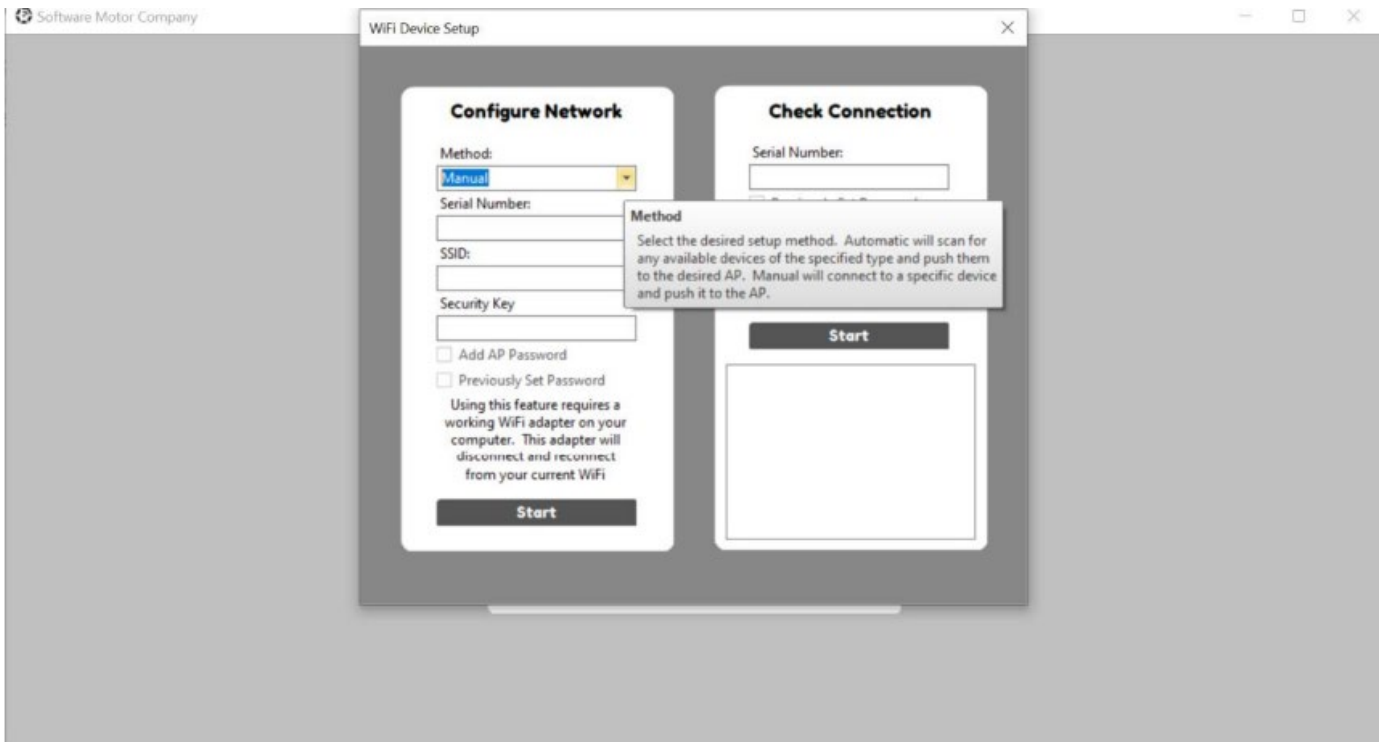 Software Motor Company
WiFi Device Setup
Configure Network
Method:
Manual
Serial Number:
SSID:
Security Key
Add AP Password
Previously Set Password
Using this feature requires a
working WiFi adapter on your
computer. This adapter will
disconnect and reconnect
from your current WiFi
Start
Check Connection
Serial Number:
Method
Select the desired setup method. Automatic will scan for
any available devices of the specified type and push them
to the desired AP. Manual will connect to a specific device
and push it to the AP.
Start